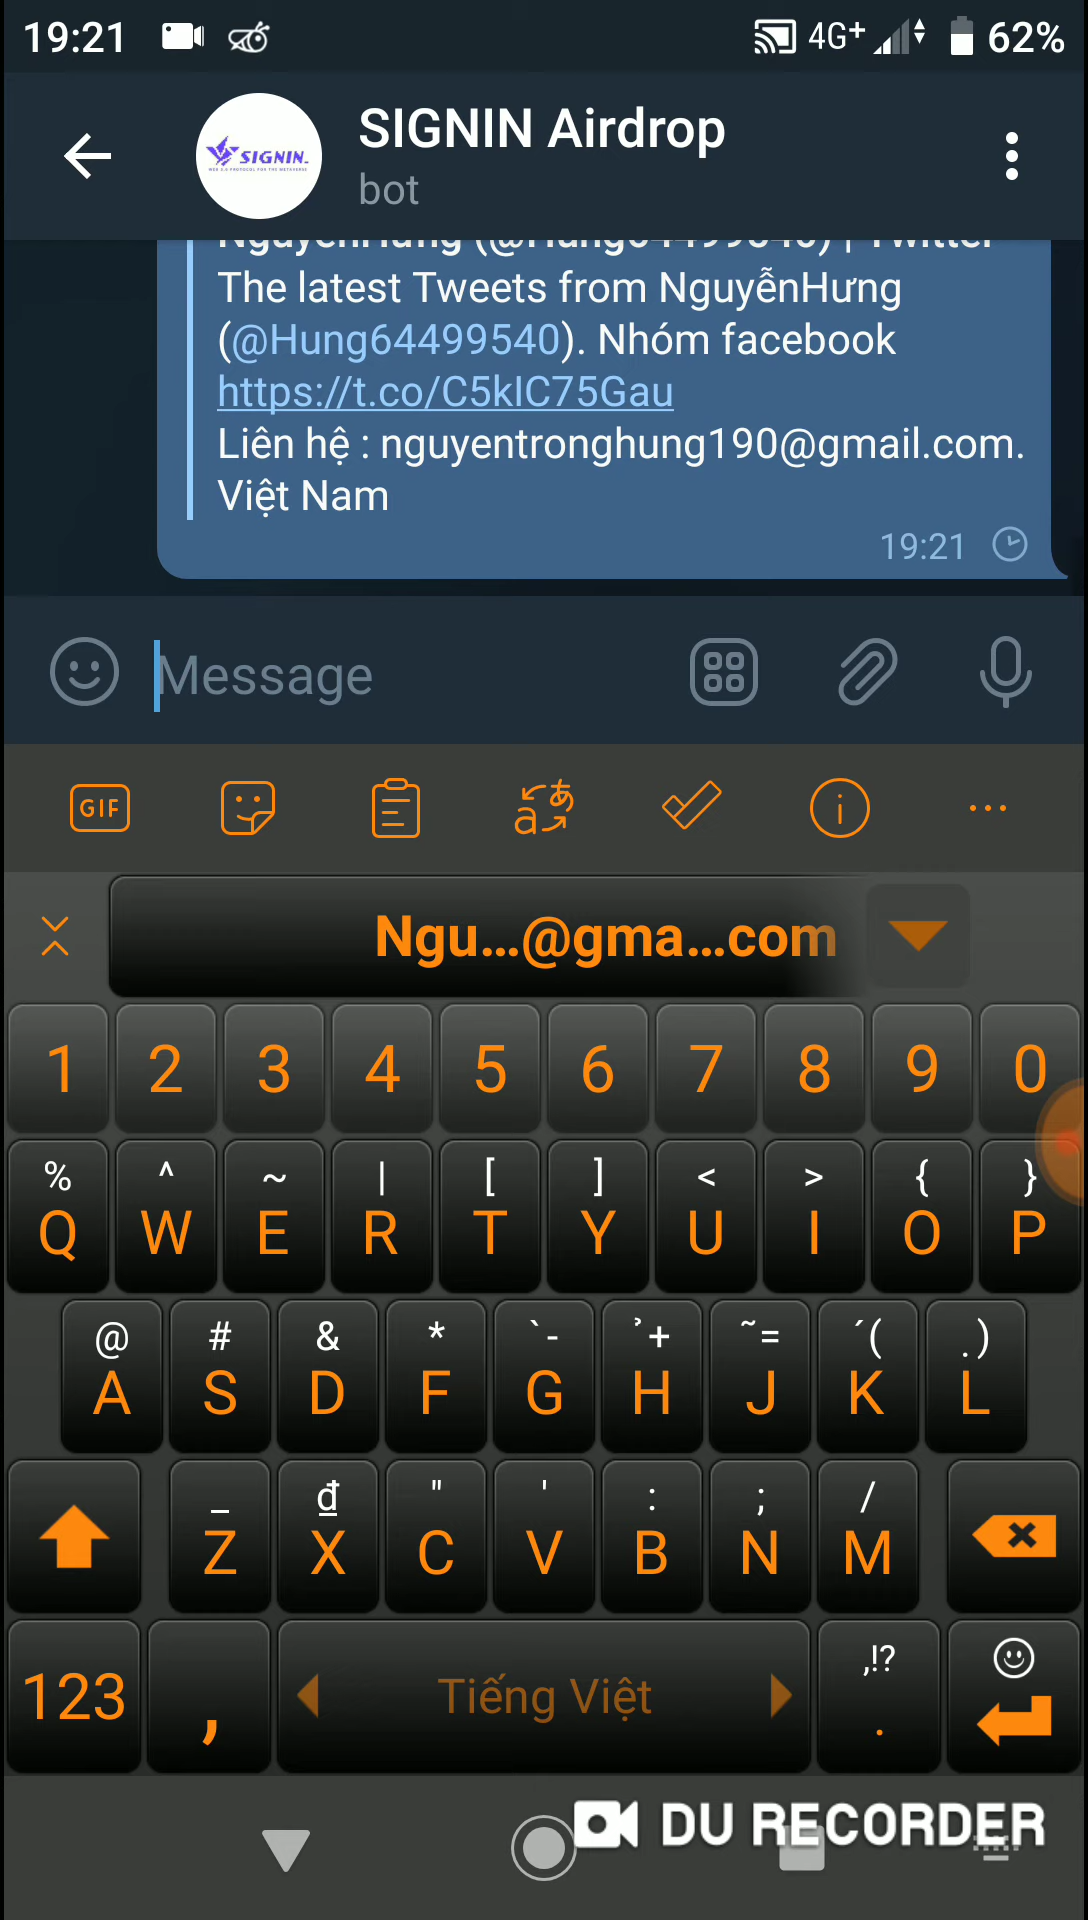 19:21 4G+ 62%
SIGNIN.
SIGNIN Airdrop
bot
The latest Tweets from NguyễnHưng
(@Hung64499540). Nhóm facebook
https://t.co/C5kIC75Gau
Liên hệ : nguyentronghung190@gmail.com.
Việt Nam
19:21
Message
GIF
Ngu...@gma...com
1 2 3 4 5 6 7 8 9 0
% ^ ~ | [ ] < > { }
Q W E R T Y U I O P
@ # & * `- ̉+ ˜= ´( .)
A S D F G H J K L
_ đ " ' : ; /
Z X C V B N M
,!?
123 , Tiếng Việt .
DU RECORDER